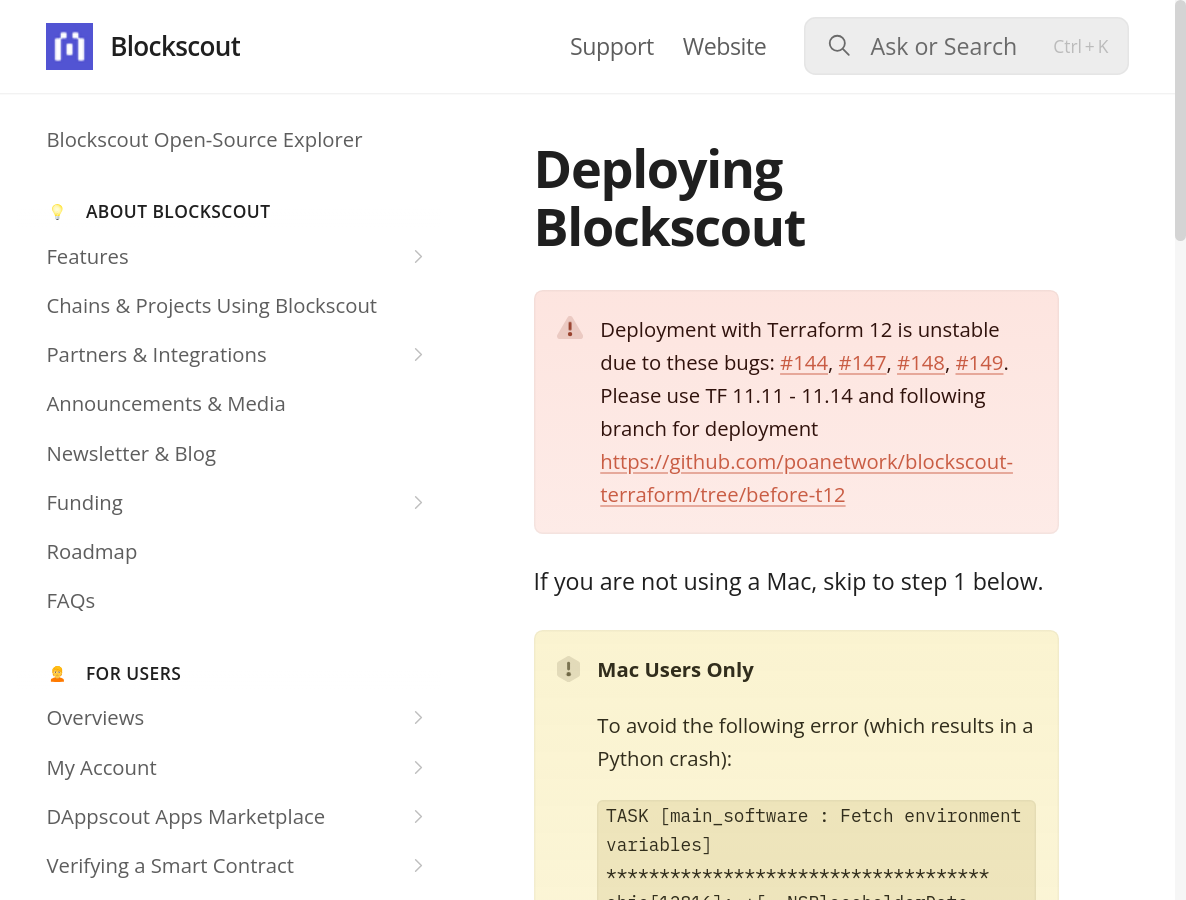 Blockscout
Support
Website
Ask or Search
Ctrl + K
Blockscout Open-Source Explorer
ABOUT BLOCKSCOUT
Features
Chains & Projects Using Blockscout
Partners & Integrations
Announcements & Media
Newsletter & Blog
Funding
Roadmap
FAQs
FOR USERS
Overviews
My Account
DAppscout Apps Marketplace
Verifying a Smart Contract
Deploying
Blockscout
Deployment with Terraform 12 is unstable
due to these bugs: #144, #147, #148, #149.
Please use TF 11.11 - 11.14 and following
branch for deployment
https://github.com/poanetwork/blockscout-
terraform/tree/before-t12
If you are not using a Mac, skip to step 1 below.
Mac Users Only
To avoid the following error (which results in a
Python crash):
TASK [main_software : Fetch environment
variables]
************************************